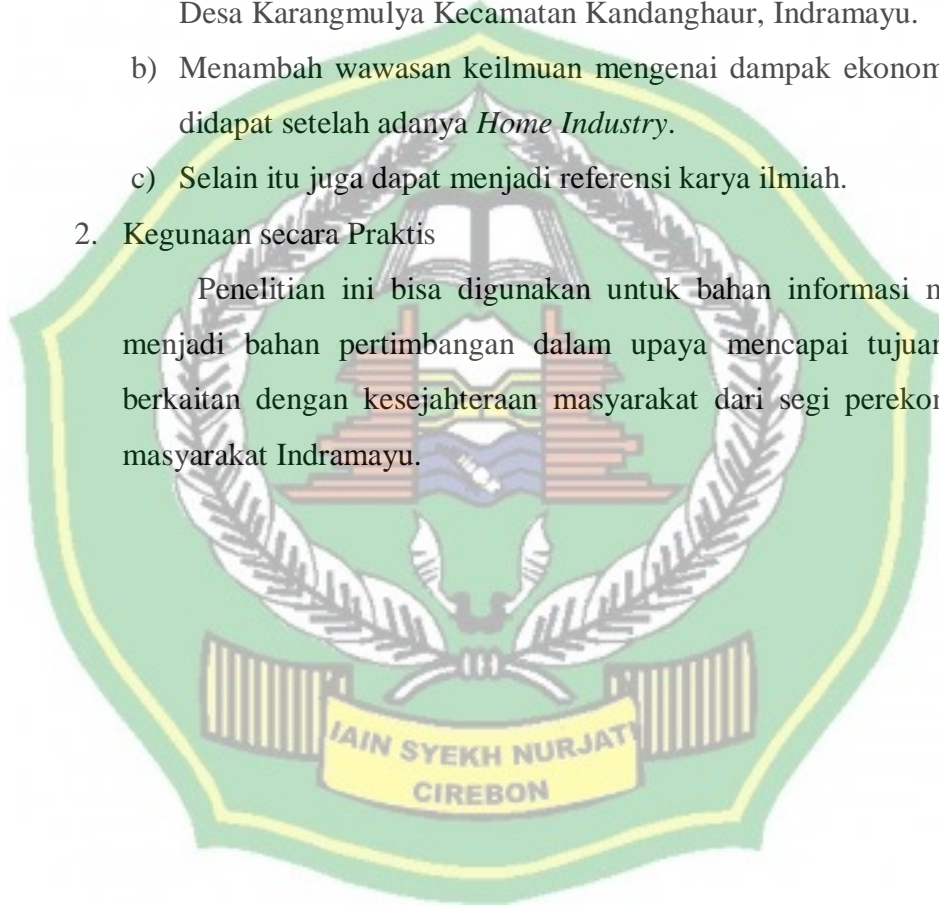 Desa Karangmulya Kecamatan Kandanghaur, Indramayu.
b) Menambah wawasan keilmuan mengenai dampak ekonom
didapat setelah adanya Home Industry.
c) Selain itu juga dapat menjadi referensi karya ilmiah.
2. Kegunaan secara Praktis
Penelitian ini bisa digunakan untuk bahan informasi
menjadi bahan pertimbangan dalam upaya mencapai tujuan
berkaitan dengan kesejahteraan masyarakat dari segi perekon
masyarakat Indramayu.
IAIN SYEKH NURJATI
CIREBON